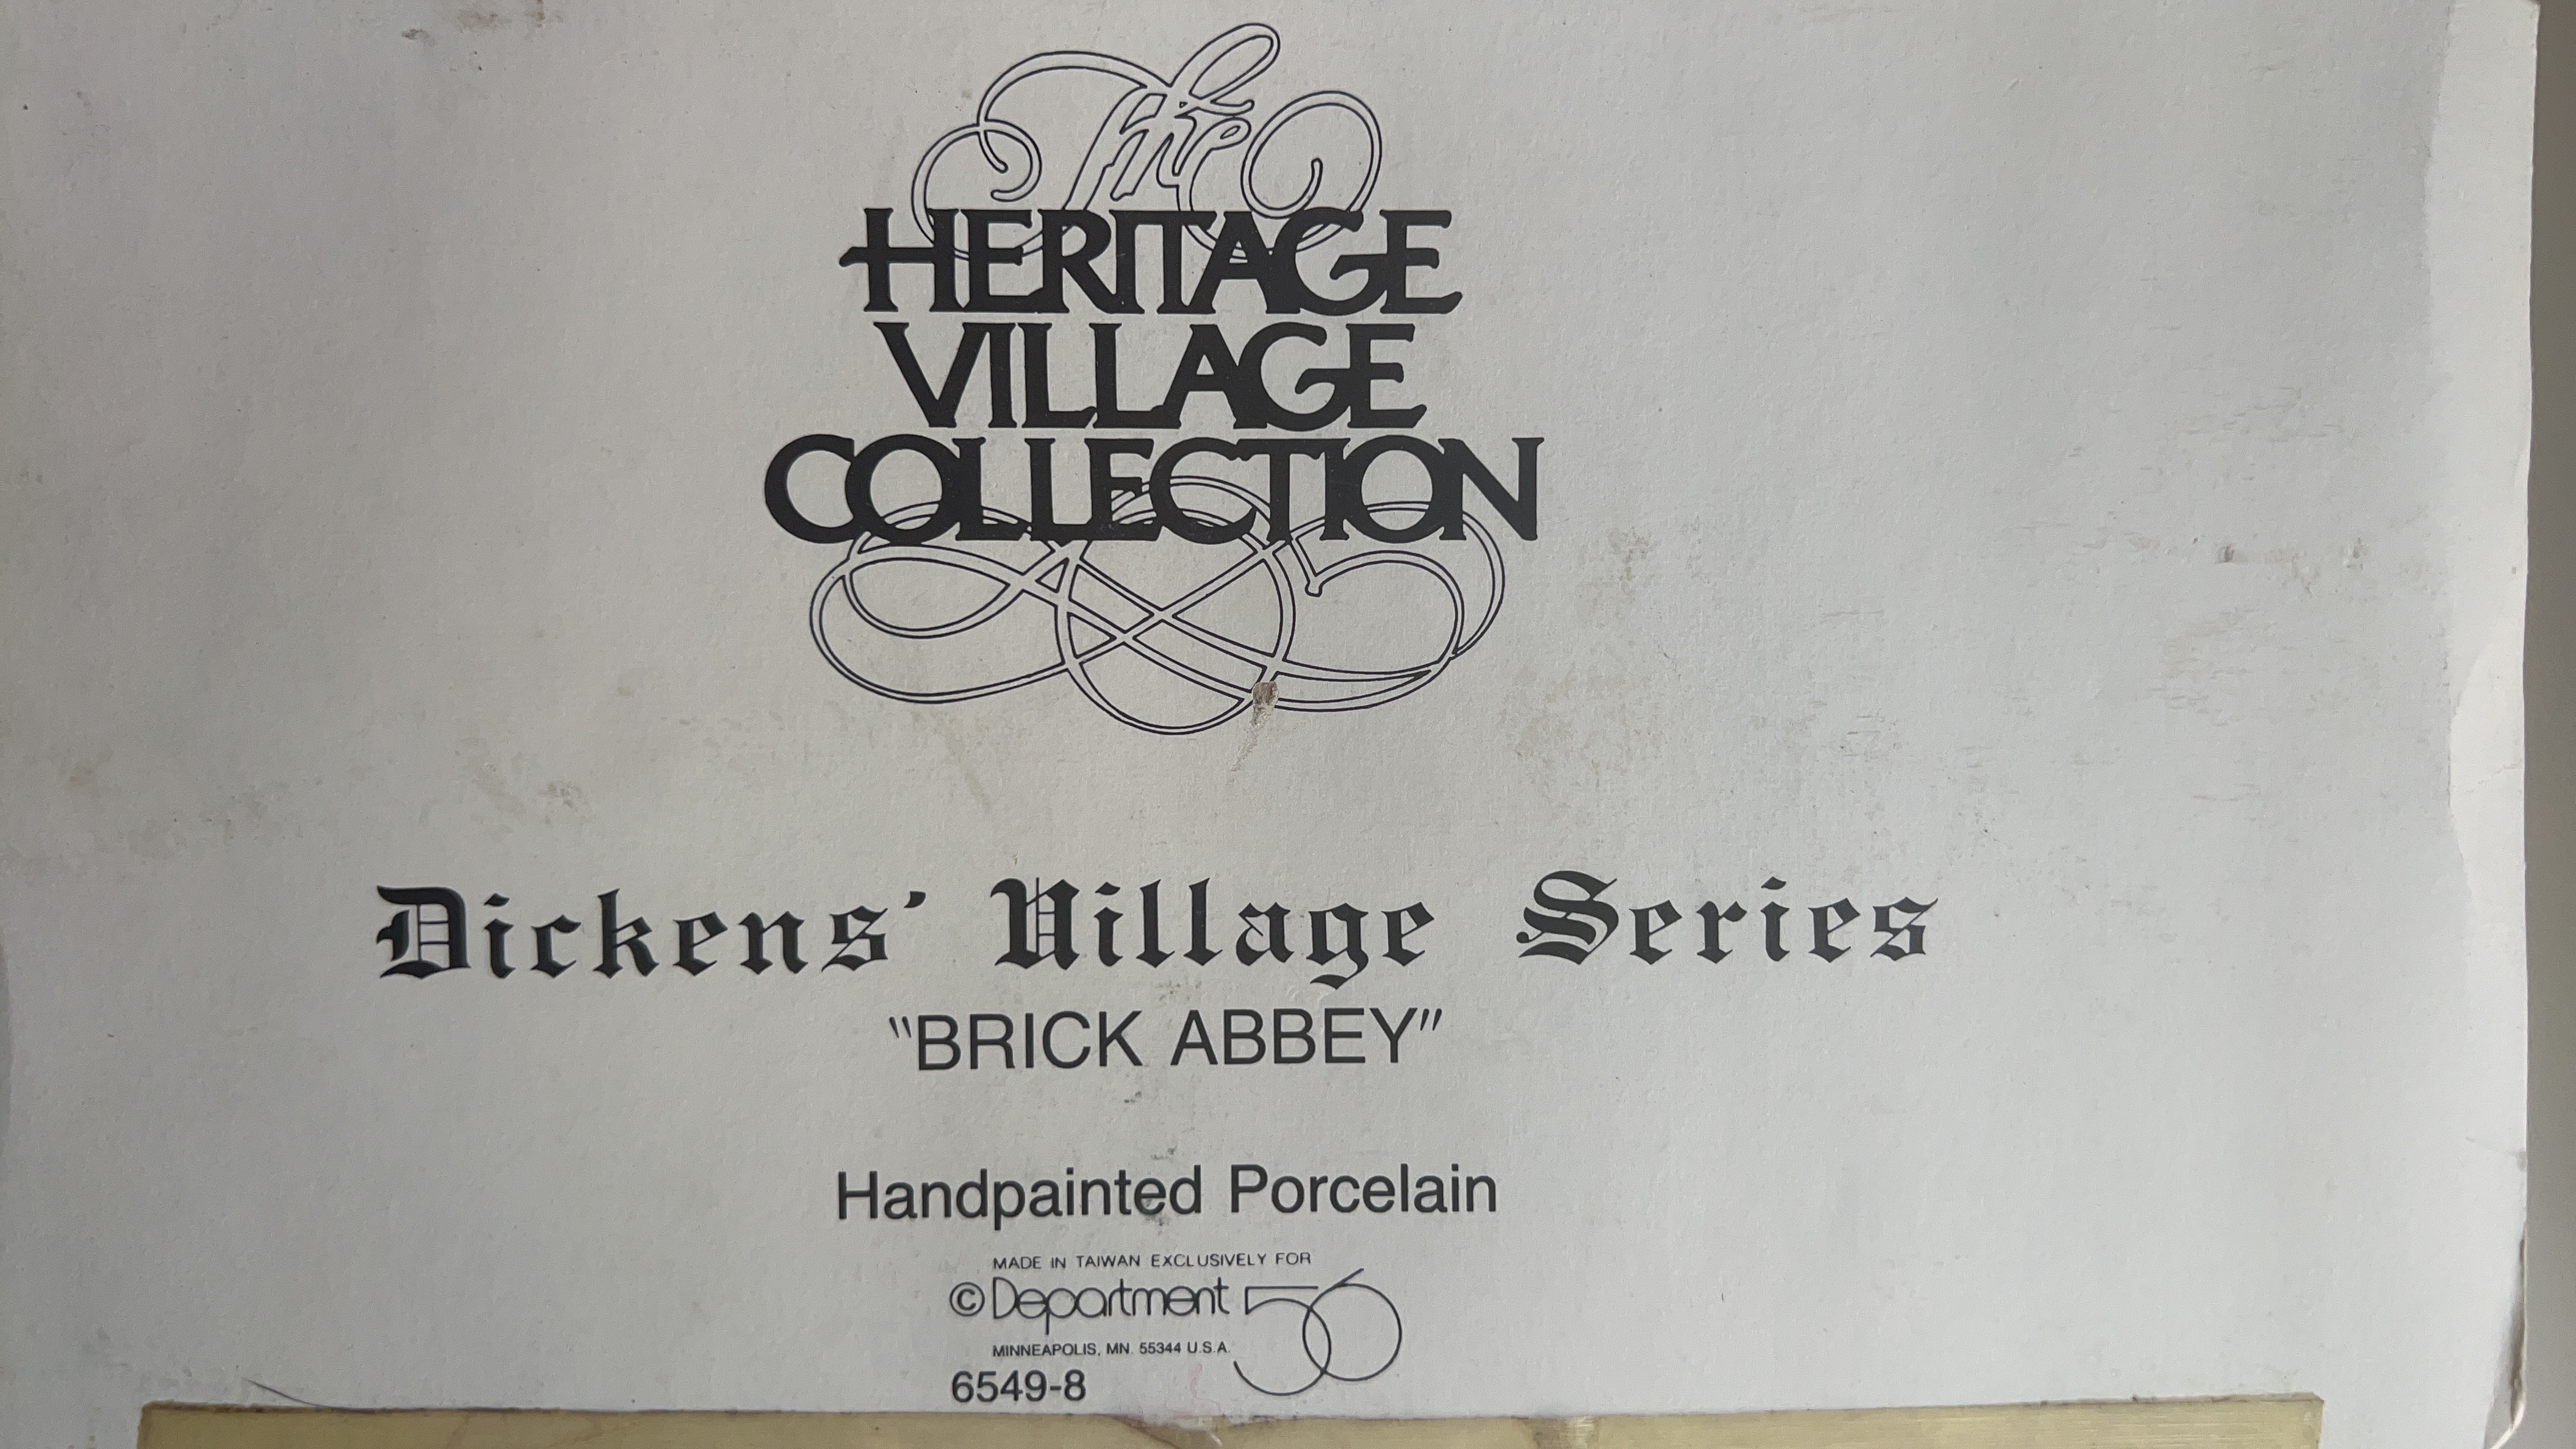 The
HERITAGE
VILLAGE
COLLECTION
Dickens' Village Series
"BRICK ABBEY"
Handpainted Porcelain
MADE IN TAIWAN EXCLUSIVELY FOR
© Department 56
MINNEAPOLIS, MN. 55344 U.S.A.
6549-8